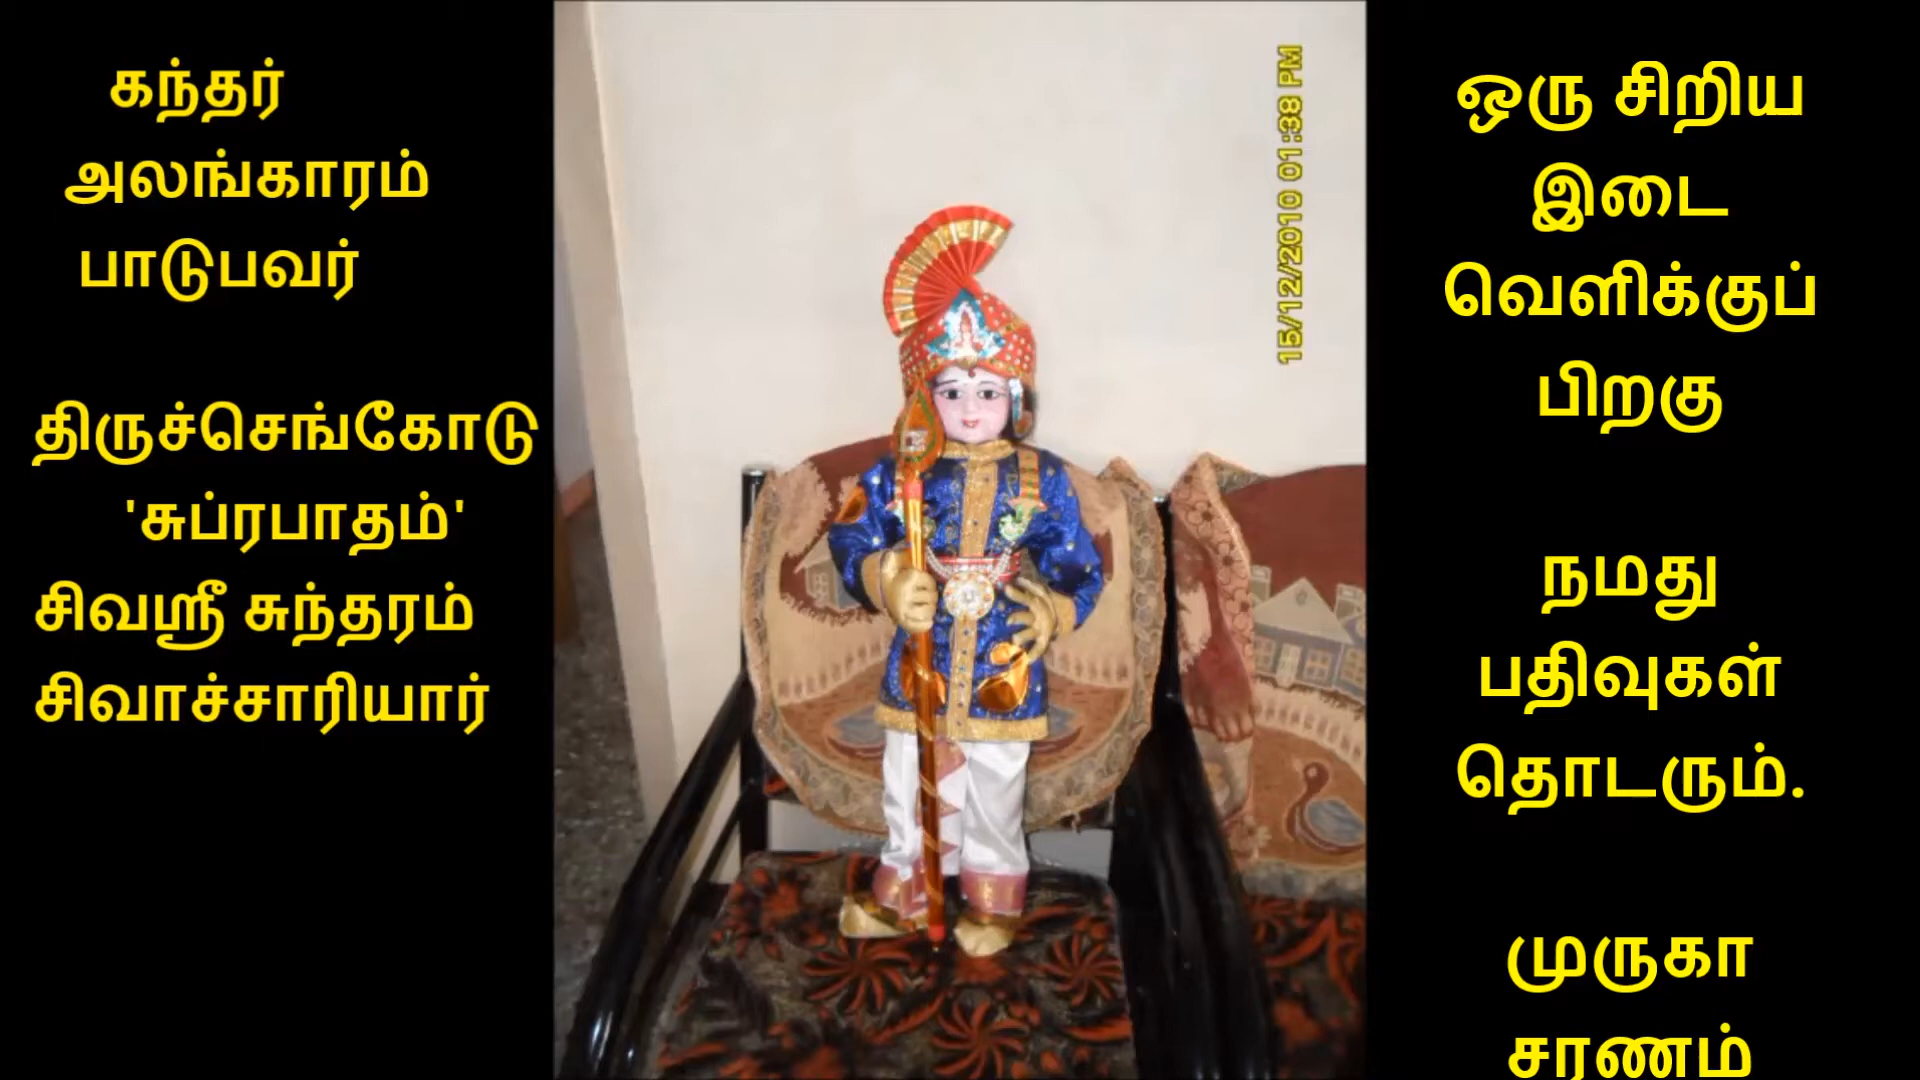 கந்தர்
அலங்காரம்
பாடுபவர்
திருச்செங்கோடு
'சுப்ரபாதம்'
சிவஸ்ரீ சுந்தரம்
சிவாச்சாரியார்
15/12/2010 01:38 PM
ஒரு சிறிய
இடை
வெளிக்குப்
பிறகு
நமது
பதிவுகள்
தொடரும்.
முருகா
சரணம்